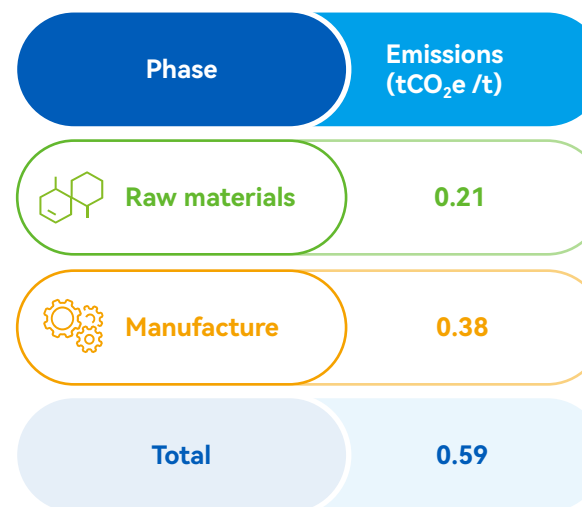 Phase
Emissions
(tCO₂e /t)
Raw materials
0.21
Manufacture
0.38
Total
0.59